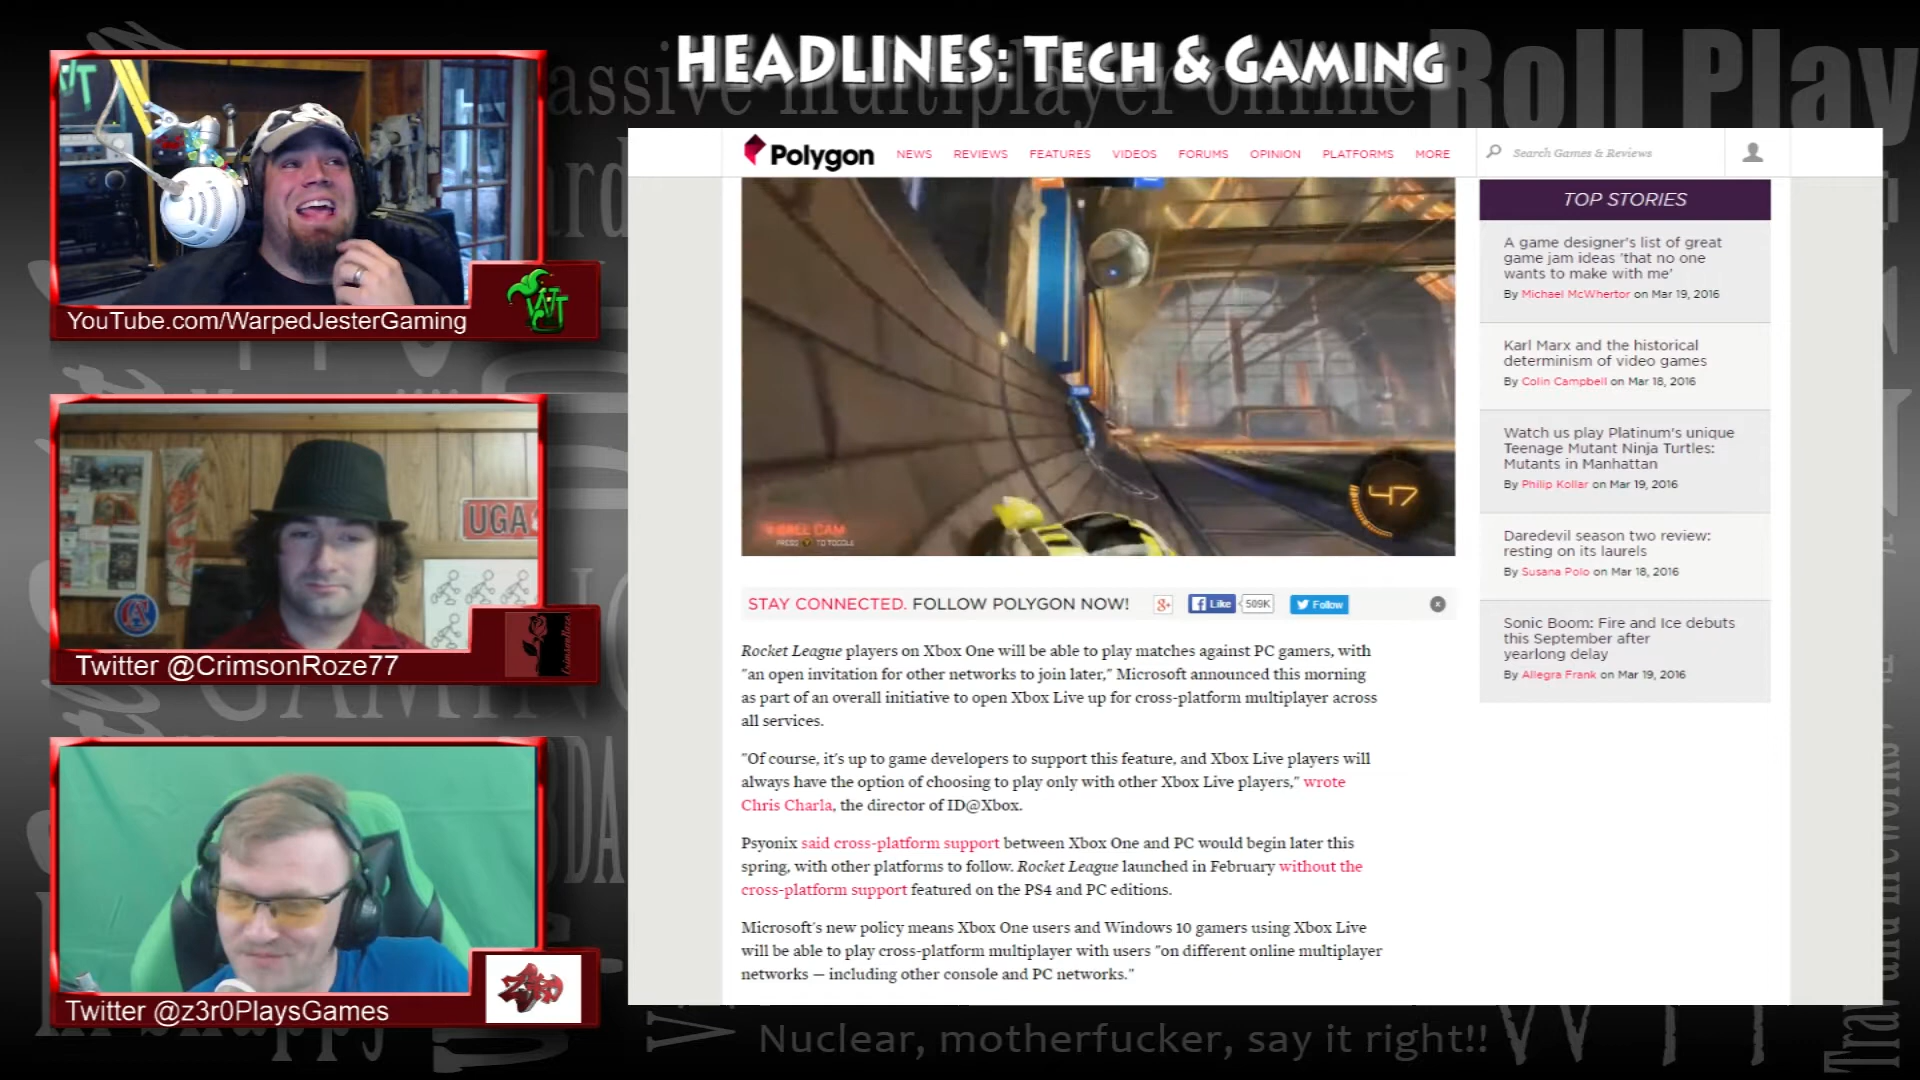 HEADLINES: TECH & GAMING
assive multiplayer online
Roll Play
YouTube.com/WarpedJesterGaming
WT
UGA
Twitter @CrimsonRoze77
Twitter @z3r0PlaysGames
Polygon
NEWS REVIEWS FEATURES VIDEOS FORUMS OPINION PLATFORMS MORE
Search Games & Reviews
BALL CAM
PRESS Y TO TOGGLE
47
STAY CONNECTED. FOLLOW POLYGON NOW!
8+ Like 509K Follow
Rocket League players on Xbox One will be able to play matches against PC gamers, with
"an open invitation for other networks to join later," Microsoft announced this morning
as part of an overall initiative to open Xbox Live up for cross-platform multiplayer across
all services.
"Of course, it's up to game developers to support this feature, and Xbox Live players will
always have the option of choosing to play only with other Xbox Live players," wrote
Chris Charla, the director of ID@Xbox.
Psyonix said cross-platform support between Xbox One and PC would begin later this
spring, with other platforms to follow. Rocket League launched in February without the
cross-platform support featured on the PS4 and PC editions.
Microsoft's new policy means Xbox One users and Windows 10 gamers using Xbox Live
will be able to play cross-platform multiplayer with users "on different online multiplayer
networks — including other console and PC networks."
TOP STORIES
A game designer's list of great
game jam ideas 'that no one
wants to make with me'
By Michael McWhertor on Mar 19, 2016
Karl Marx and the historical
determinism of video games
By Colin Campbell on Mar 18, 2016
Watch us play Platinum's unique
Teenage Mutant Ninja Turtles:
Mutants in Manhattan
By Philip Kollar on Mar 19, 2016
Daredevil season two review:
resting on its laurels
By Susana Polo on Mar 18, 2016
Sonic Boom: Fire and Ice debuts
this September after
yearlong delay
By Allegra Frank on Mar 19, 2016
Nuclear, motherfucker, say it right!!